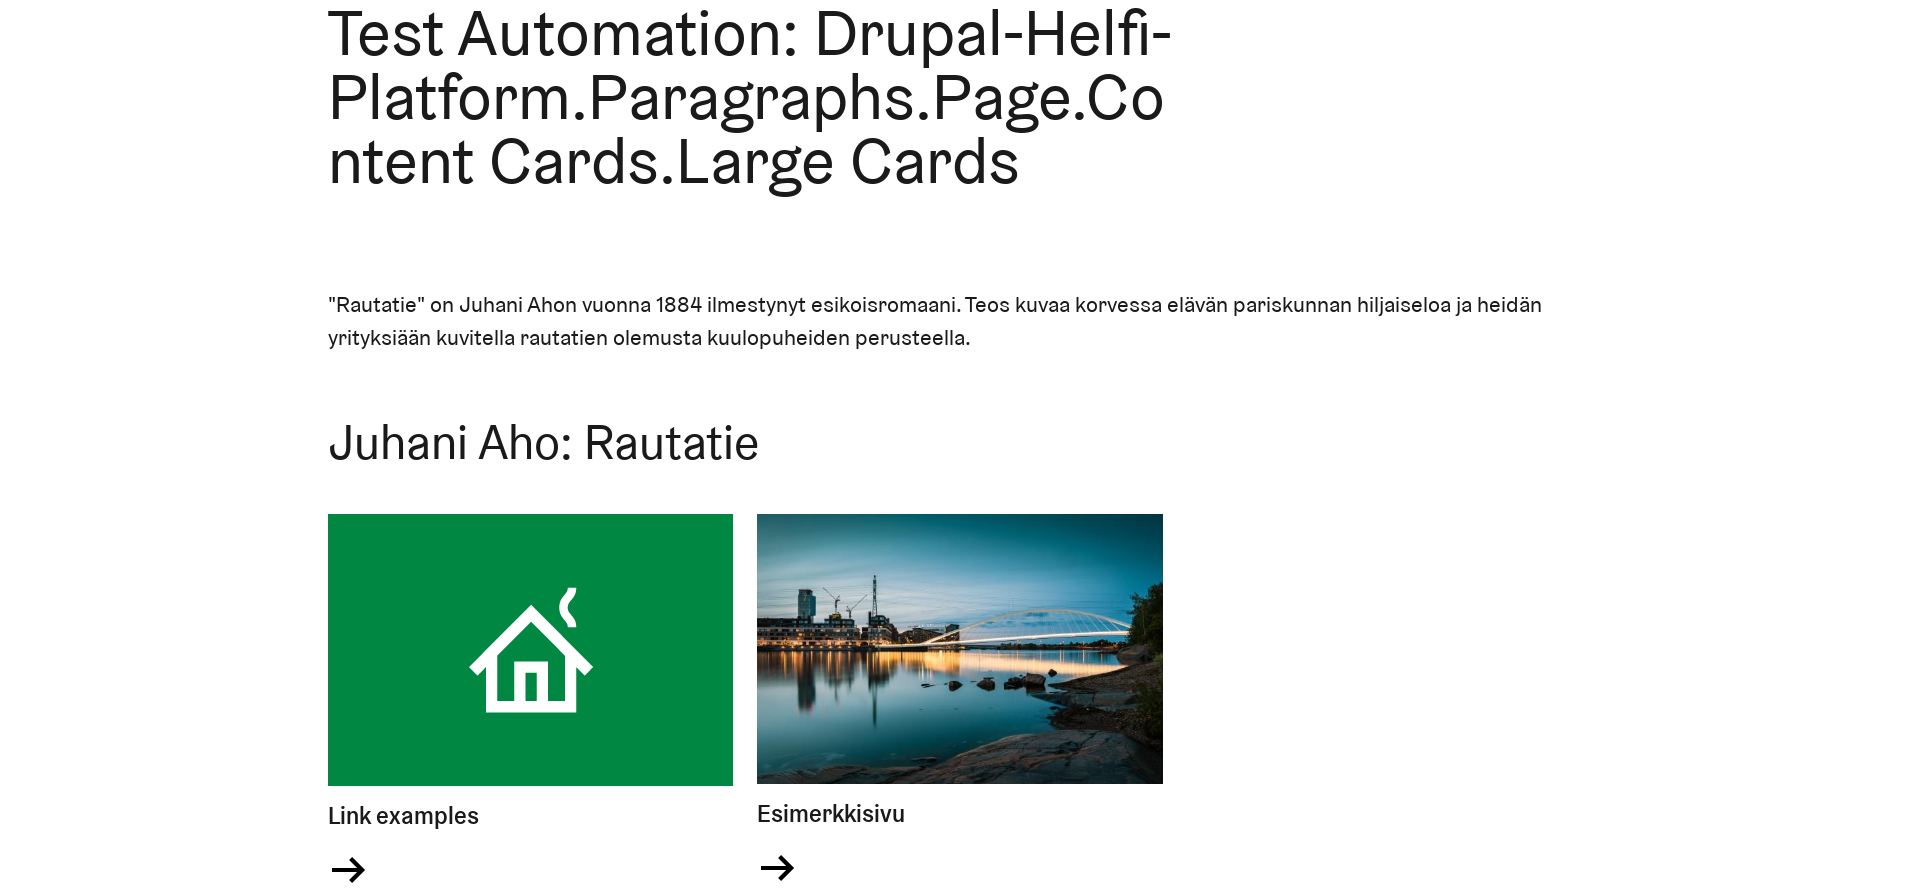 Test Automation: Drupal-Helfi-
Platform.Paragraphs.Page.Co
ntent Cards.Large Cards
"Rautatie" on Juhani Ahon vuonna 1884 ilmestynyt esikoisromaani. Teos kuvaa korvessa elävän pariskunnan hiljaiseloa ja heidän
yrityksiään kuvitella rautatien olemusta kuulopuheiden perusteella.
Juhani Aho: Rautatie
Link examples
Esimerkkisivu